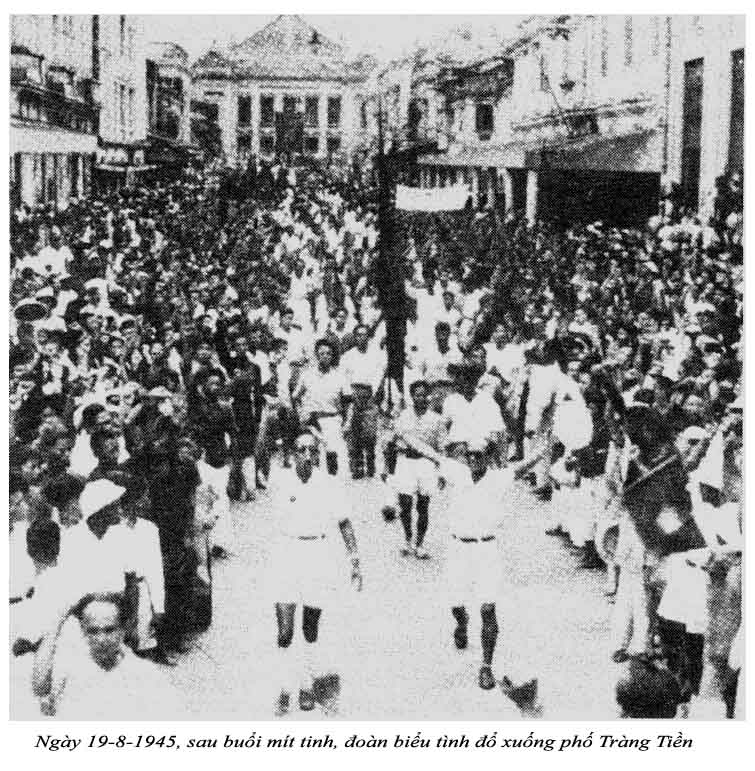 Ngày 19-8-1945, sau buổi mít tinh, đoàn biểu tình đổ xuống phố Tràng Tiền